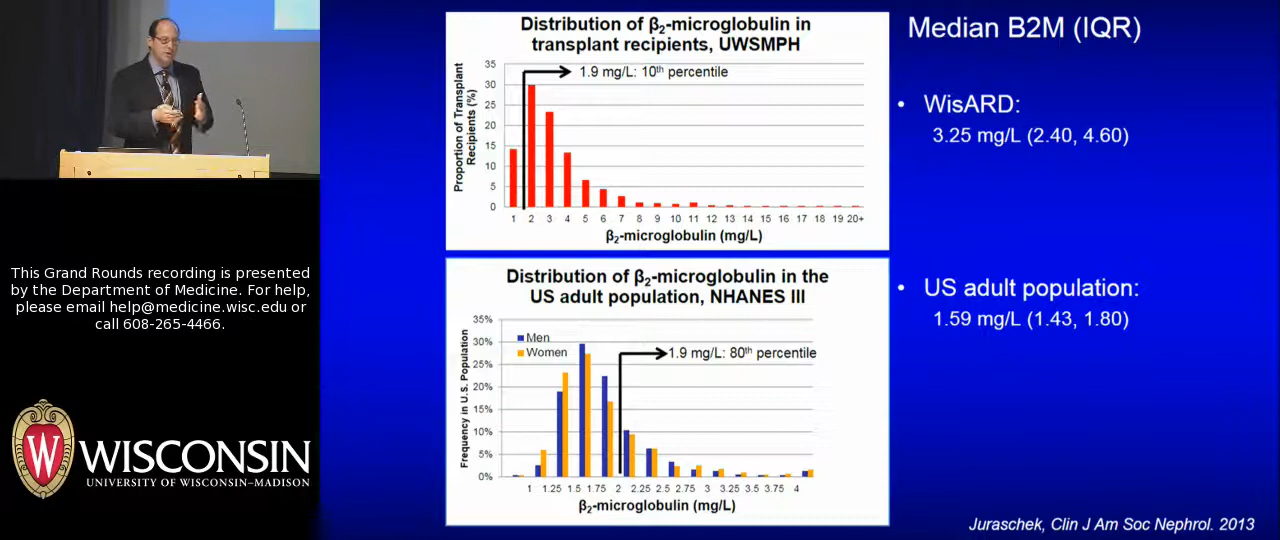 Distribution of β2-microglobulin in
transplant recipients, UWSMPH
1.9 mg/L: 10th percentile
Proportion of Transplant
Recipients (%)
35
30
25
20
15
10
5
0
1 2 3 4 5 6 7 8 9 10 11 12 13 14 15 16 17 18 19 20+
β2-microglobulin (mg/L)
Median B2M (IQR)
• WisARD:
3.25 mg/L (2.40, 4.60)
Distribution of β2-microglobulin in the
US adult population, NHANES III
Men
Women
1.9 mg/L: 80th percentile
Frequency in U.S. Population
35%
30%
25%
20%
15%
10%
5%
0%
1 1.25 1.5 1.75 2 2.25 2.5 2.75 3 3.25 3.5 3.75 4
β2-microglobulin (mg/L)
• US adult population:
1.59 mg/L (1.43, 1.80)
Juraschek, Clin J Am Soc Nephrol. 2013
This Grand Rounds recording is presented
by the Department of Medicine. For help,
please email help@medicine.wisc.edu or
call 608-265-4466.
W
WISCONSIN
UNIVERSITY OF WISCONSIN–MADISON